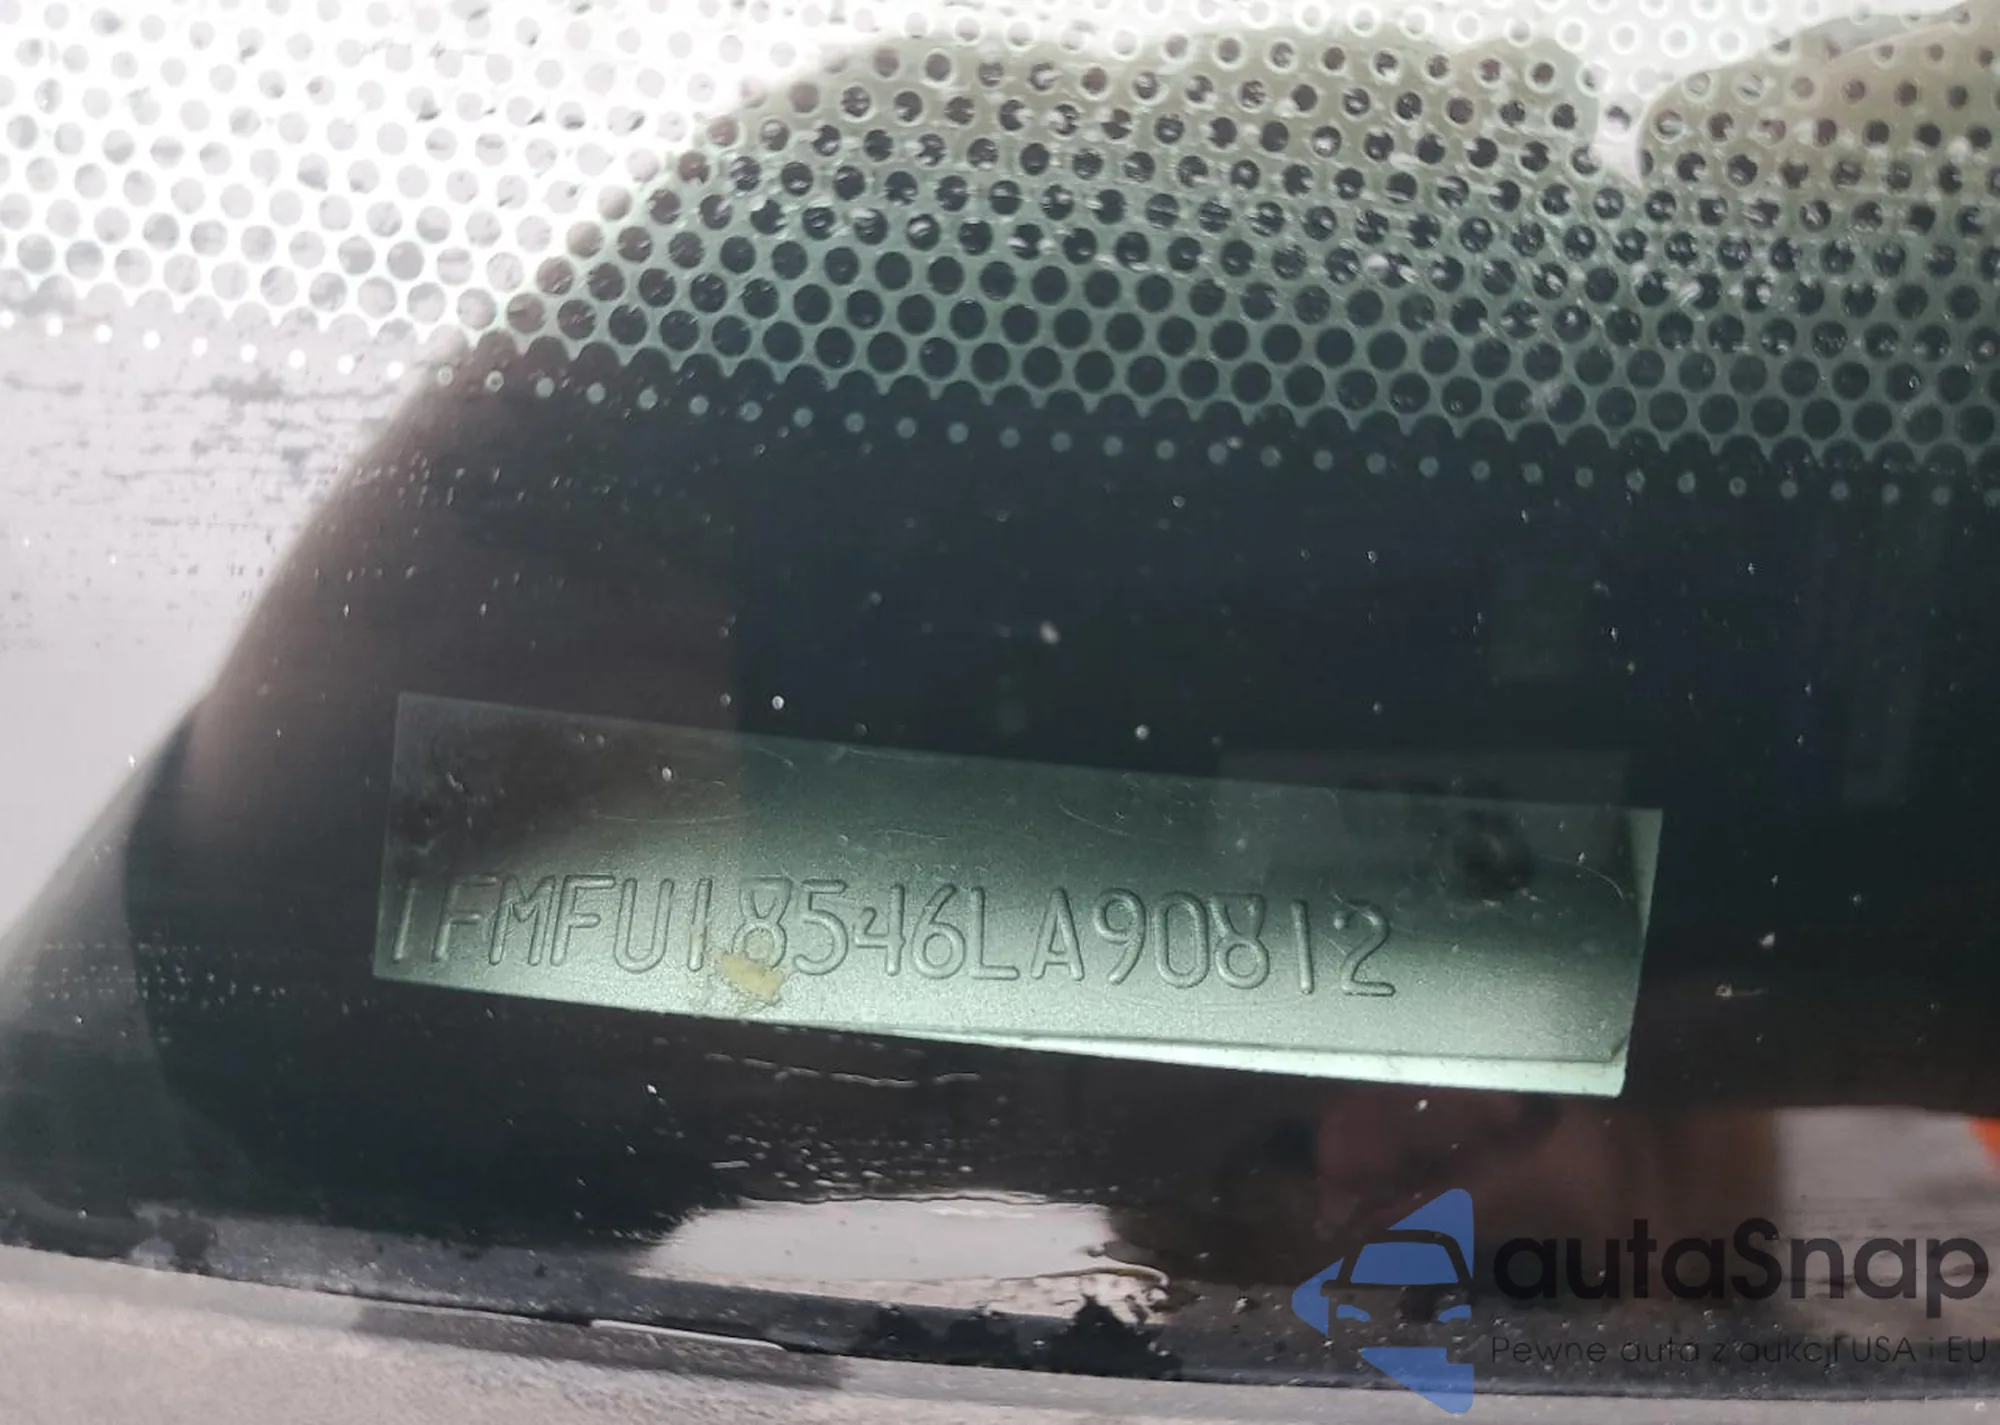 1FMFU18546LA90812
autaSnap
Pewne auta z aukcji USA i EU